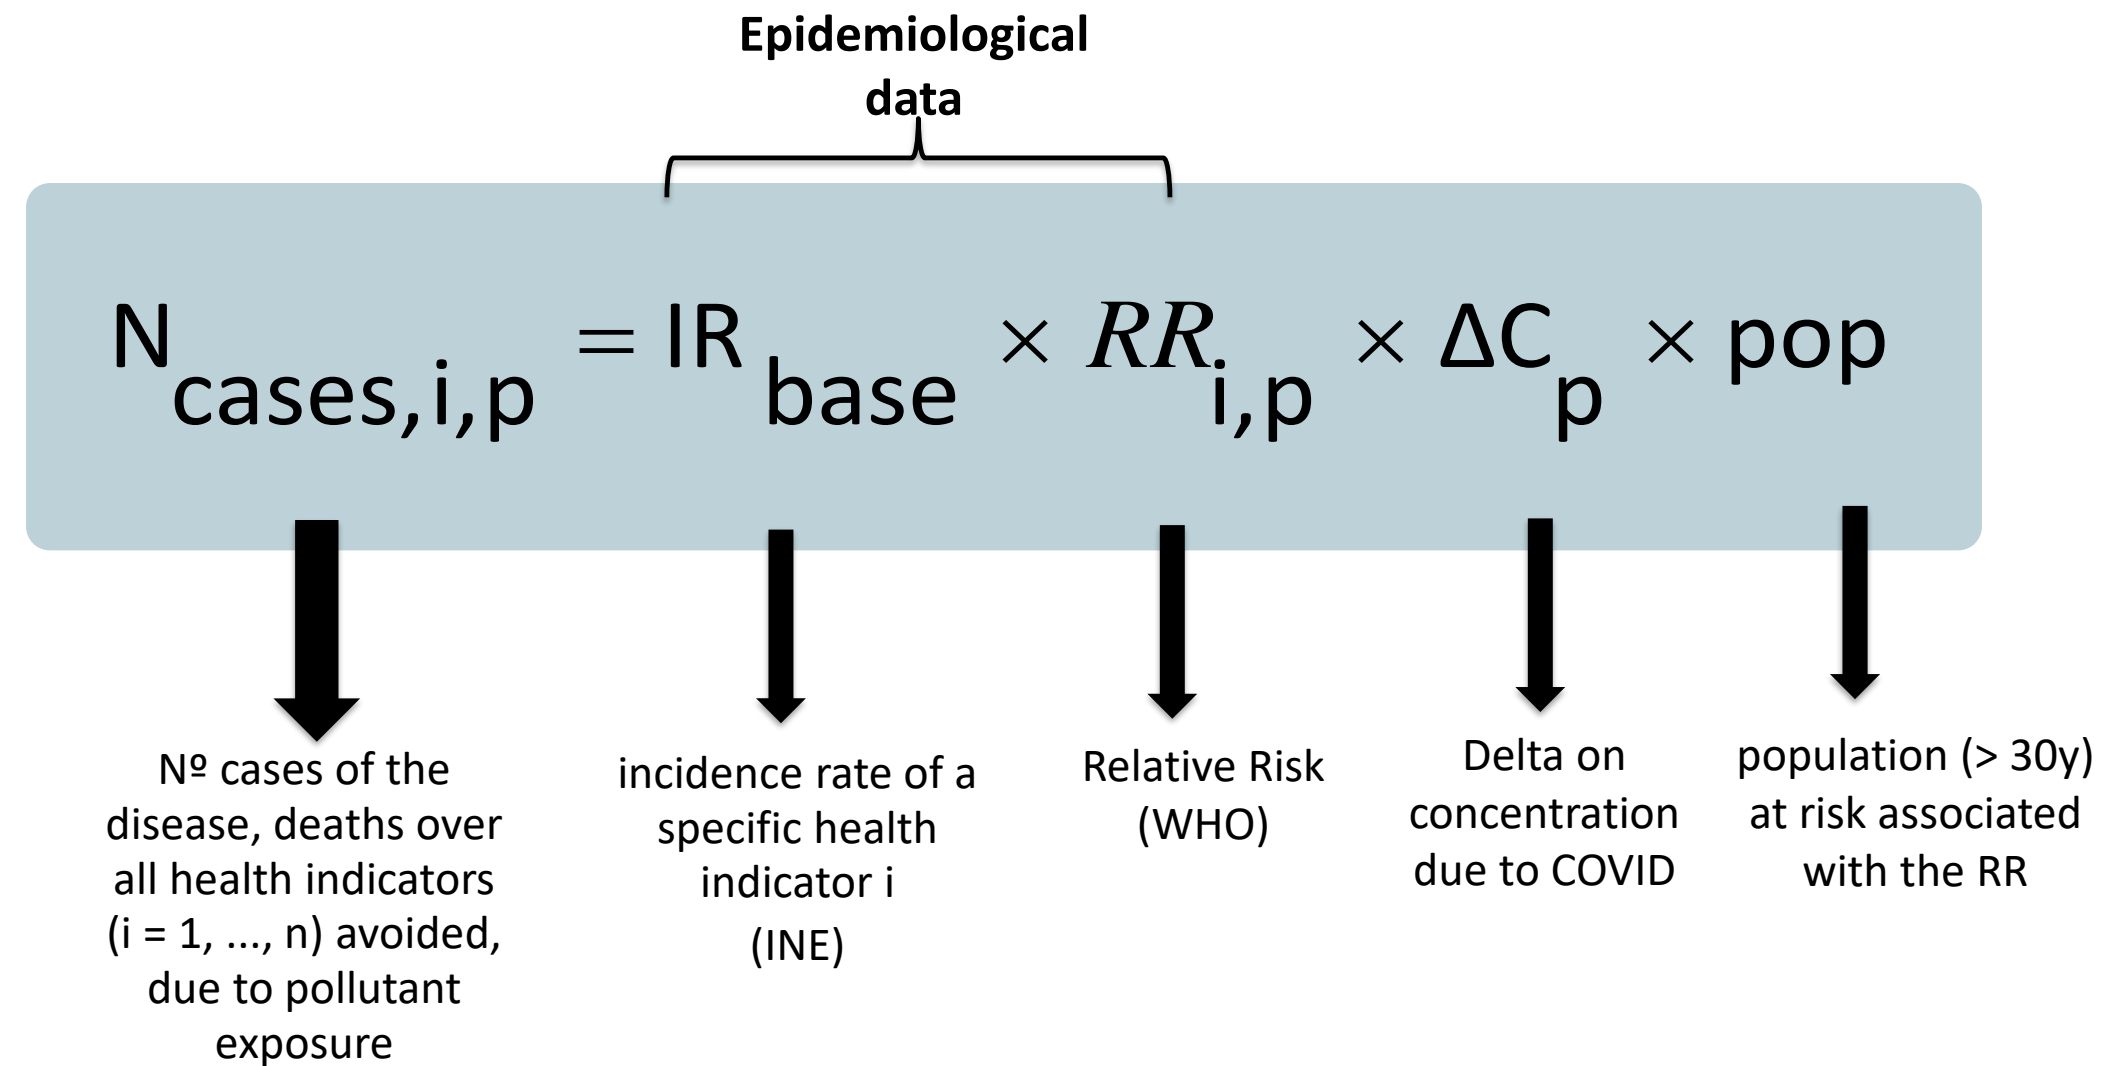 Epidemiological
data
N cases,i,p = IR base × RR i,p × ΔC p × pop
Nº cases of the
disease, deaths over
all health indicators
(i = 1, ..., n) avoided,
due to pollutant
exposure
incidence rate of a
specific health
indicator i
(INE)
Relative Risk
(WHO)
Delta on
concentration
due to COVID
population (> 30y)
at risk associated
with the RR